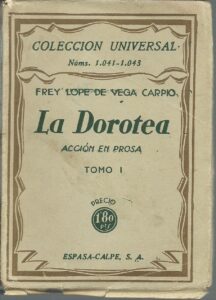 COLECCION UNIVERSAL
Núms. 1.041-1.043
FREY LOPE DE VEGA CARPIO
La Dorotea
ACCIÓN EN PROSA
TOMO I
PRECIO
1'80
pts
ESPASA-CALPE, S. A.